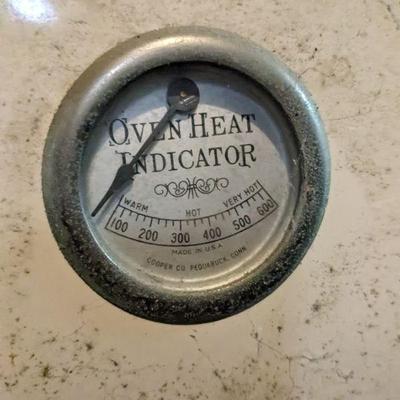 OVEN HEAT
INDICATOR
WARM HOT VERY HOT
100 200 300 400 500 600
MADE IN U.S.A
COOPER CO. PEQUABUCK, CONN